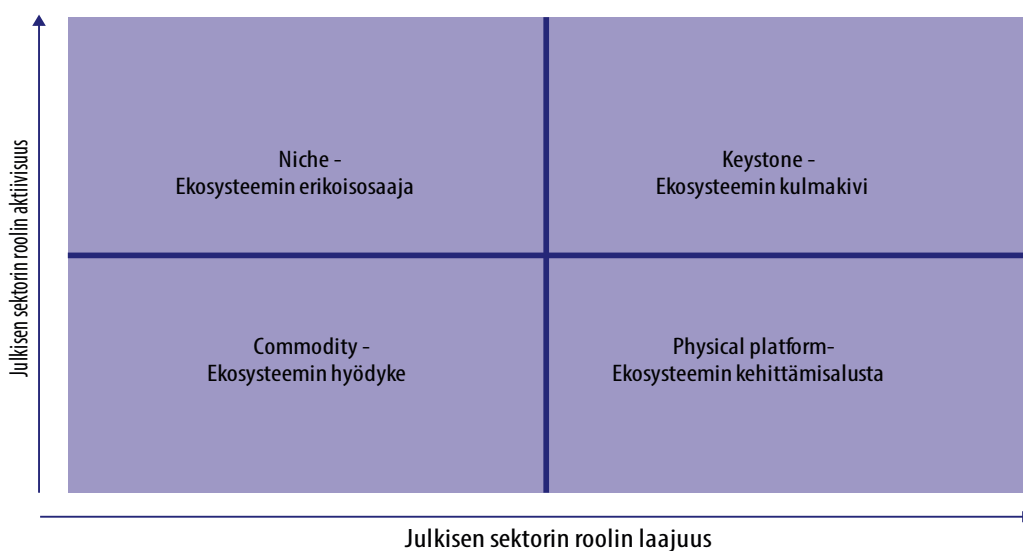 Julkisen sektorin roolin aktiivisuus
Niche -
Ekosysteemin erikoisosaaja
Keystone -
Ekosysteemin kulmakivi
Commodity -
Ekosysteemin hyödyke
Physical platform-
Ekosysteemin kehittämisalusta
Julkisen sektorin roolin laajuus